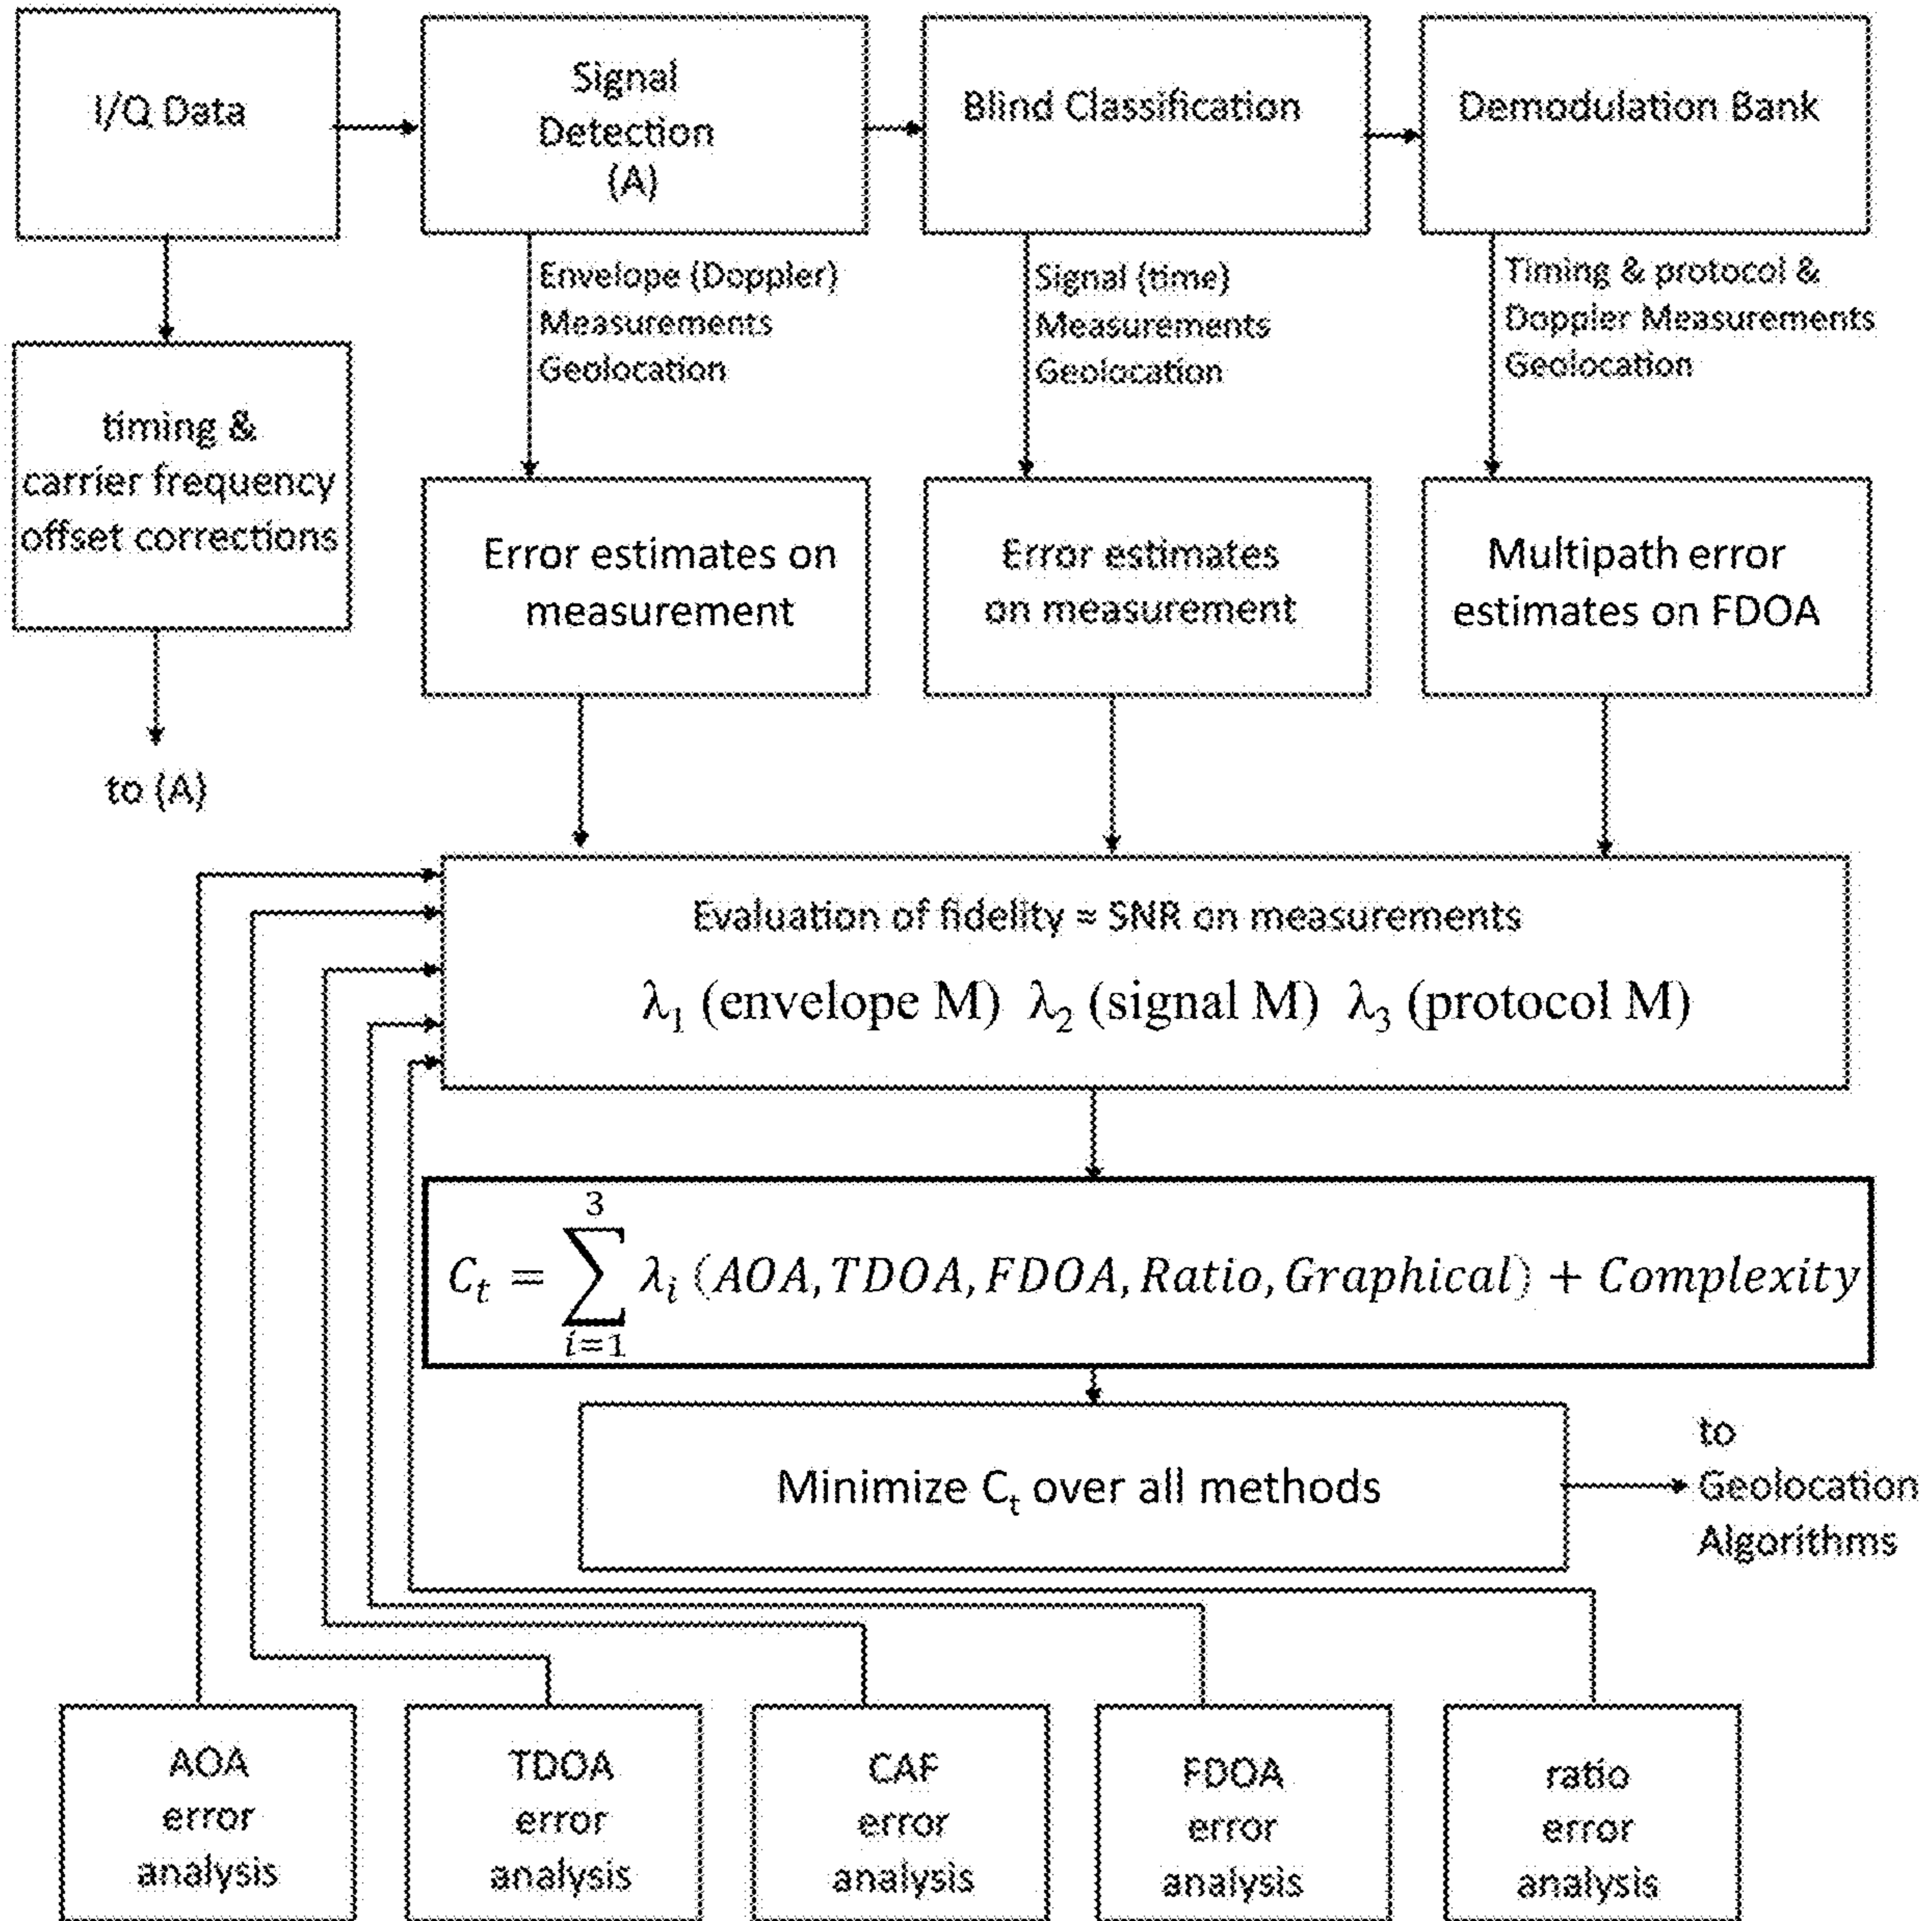 I/Q Data
Signal
Detection
(A)
Blind Classification
Demodulation Bank
Envelope (Doppler)
Measurements
Geolocation
Signal (time)
Measurements
Geolocation
Timing & protocol &
Doppler Measurements
Geolocation
timing &
carrier frequency
offset corrections
Error estimates on
measurement
Error estimates
on measurement
Multipath error
estimates on FDOA
to (A)
Evaluation of fidelity = SNR on measurements
λ₁ (envelope M) λ₂ (signal M) λ₃ (protocol M)
C_t = \sum_{i=1}^{3} λ_i (AOA, TDOA, FDOA, Ratio, Graphical) + Complexity
Minimize C_t over all methods
to
Geolocation
Algorithms
AOA
error
analysis
TDOA
error
analysis
CAF
error
analysis
FDOA
error
analysis
ratio
error
analysis